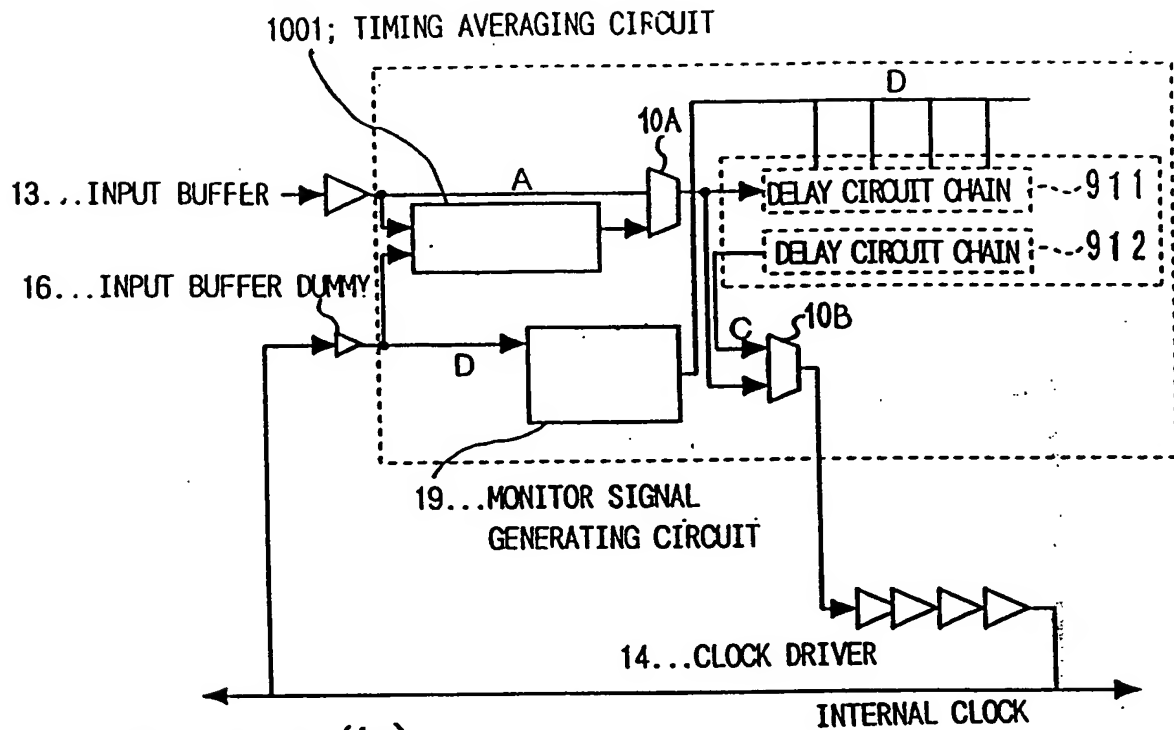 1001; TIMING AVERAGING CIRCUIT
D
10A
13...INPUT BUFFER
A
DELAY CIRCUIT CHAIN
911
DELAY CIRCUIT CHAIN
912
16...INPUT BUFFER DUMMY
10B
C
D
19...MONITOR SIGNAL
GENERATING CIRCUIT
14...CLOCK DRIVER
INTERNAL CLOCK